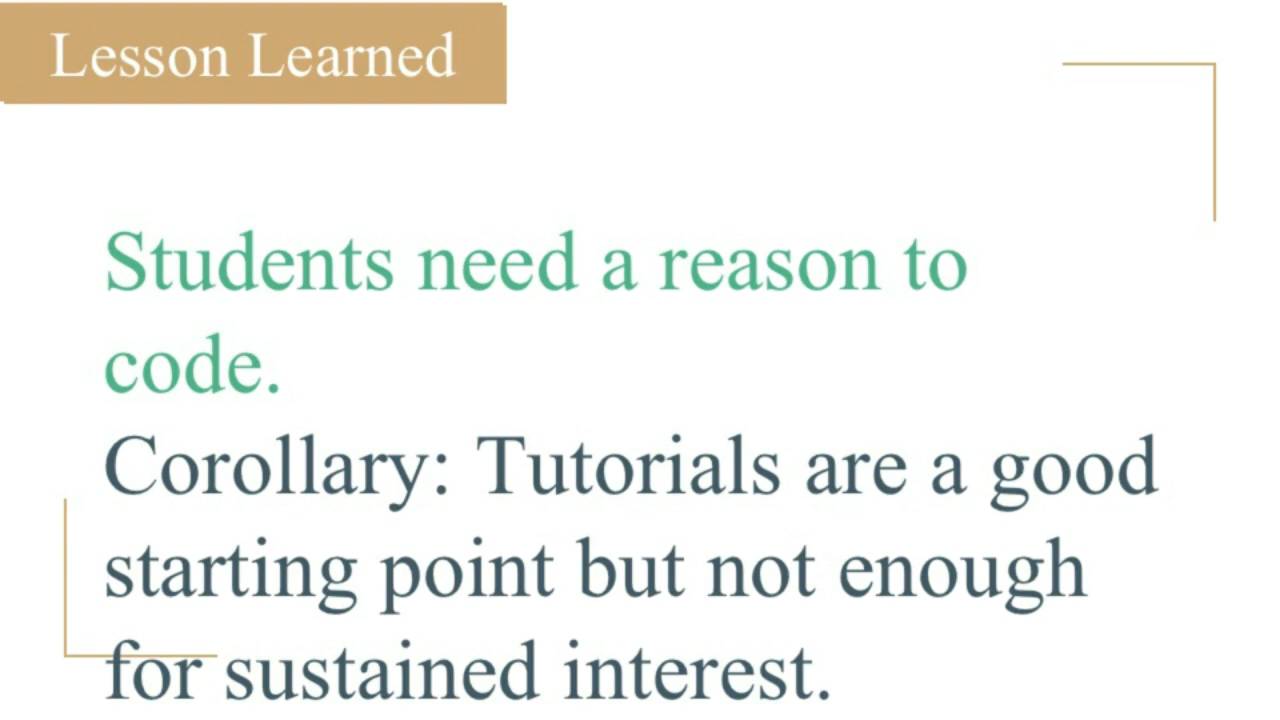 Lesson Learned
Students need a reason to
code.
Corollary: Tutorials are a good
starting point but not enough
for sustained interest.